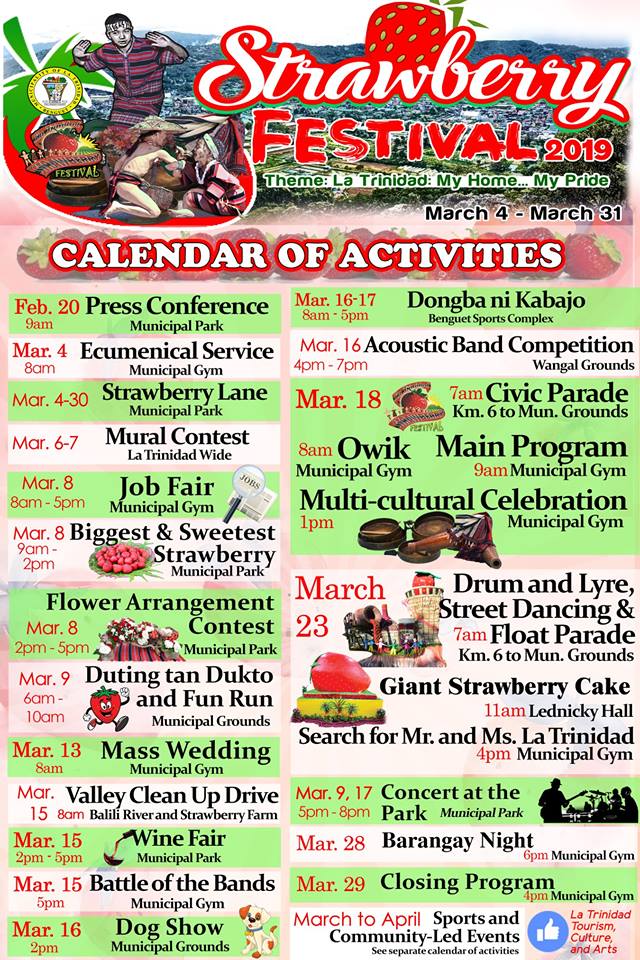 Strawberry
FESTIVAL 2019
Theme: La Trinidad: My Home... My Pride
March 4 - March 31
FESTIVAL
CALENDAR OF ACTIVITIES
Feb. 20 Press Conference
9am Municipal Park
Mar. 4 Ecumenical Service
8am Municipal Gym
Mar. 4-30 Strawberry Lane
Municipal Park
Mar. 6-7 Mural Contest
La Trinidad Wide
Mar. 8 Job Fair
8am - 5pm Municipal Gym
JOBS
Mar. 8 Biggest & Sweetest
9am - 2pm Strawberry
Municipal Park
Flower Arrangement
Mar. 8 Contest
2pm - 5pm Municipal Park
Mar. 9 Duting tan Dukto
6am - and Fun Run
10am Municipal Grounds
Mar. 13 Mass Wedding
8am Municipal Gym
Mar. Valley Clean Up Drive
15 8am Balili River and Strawberry Farm
Mar. 15 Wine Fair
2pm - 5pm Municipal Park
Mar. 15 Battle of the Bands
5pm Municipal Gym
Mar. 16 Dog Show
2pm Municipal Grounds
Mar. 16-17 Dongba ni Kabajo
8am - 5pm Benguet Sports Complex
Mar. 16 Acoustic Band Competition
4pm - 7pm Wangal Grounds
Mar. 18 7am Civic Parade
FESTIVAL
Km. 6 to Mun. Grounds
8am Owik Main Program
Municipal Gym 9am Municipal Gym
Multi-cultural Celebration
1pm Municipal Gym
March Drum and Lyre,
23 Street Dancing &
7am Float Parade
Km. 6 to Mun. Grounds
Giant Strawberry Cake
11am Lednicky Hall
Search for Mr. and Ms. La Trinidad
4pm Municipal Gym
Mar. 9, 17 Concert at the
5pm - 8pm Park Municipal Park
Mar. 28 Barangay Night
6pm Municipal Gym
Mar. 29 Closing Program
4pm Municipal Gym
March to April Sports and
Community-Led Events
See separate calendar of activities
La Trinidad
Tourism,
Culture,
and Arts